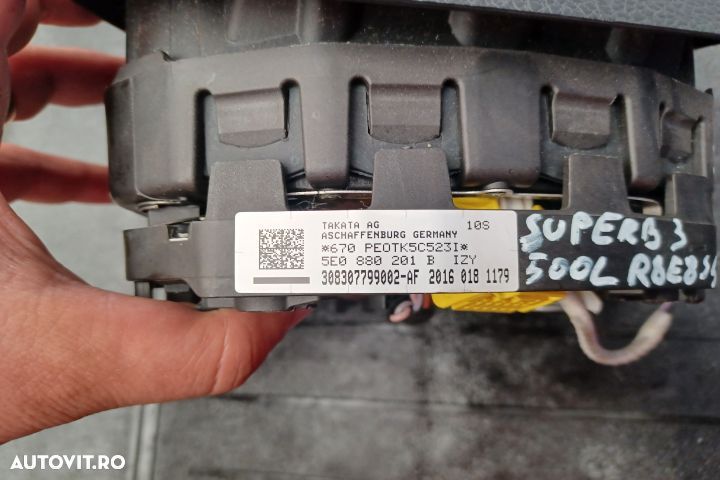 TAKATA AG 10S
ASCHAFFENBURG GERMANY
*670 PEOTK5C523I*
5E0 880 201 B IZY
308307799002-AF 2016 018 1179
SUPERB 3
500L
AUTOVIT.RO